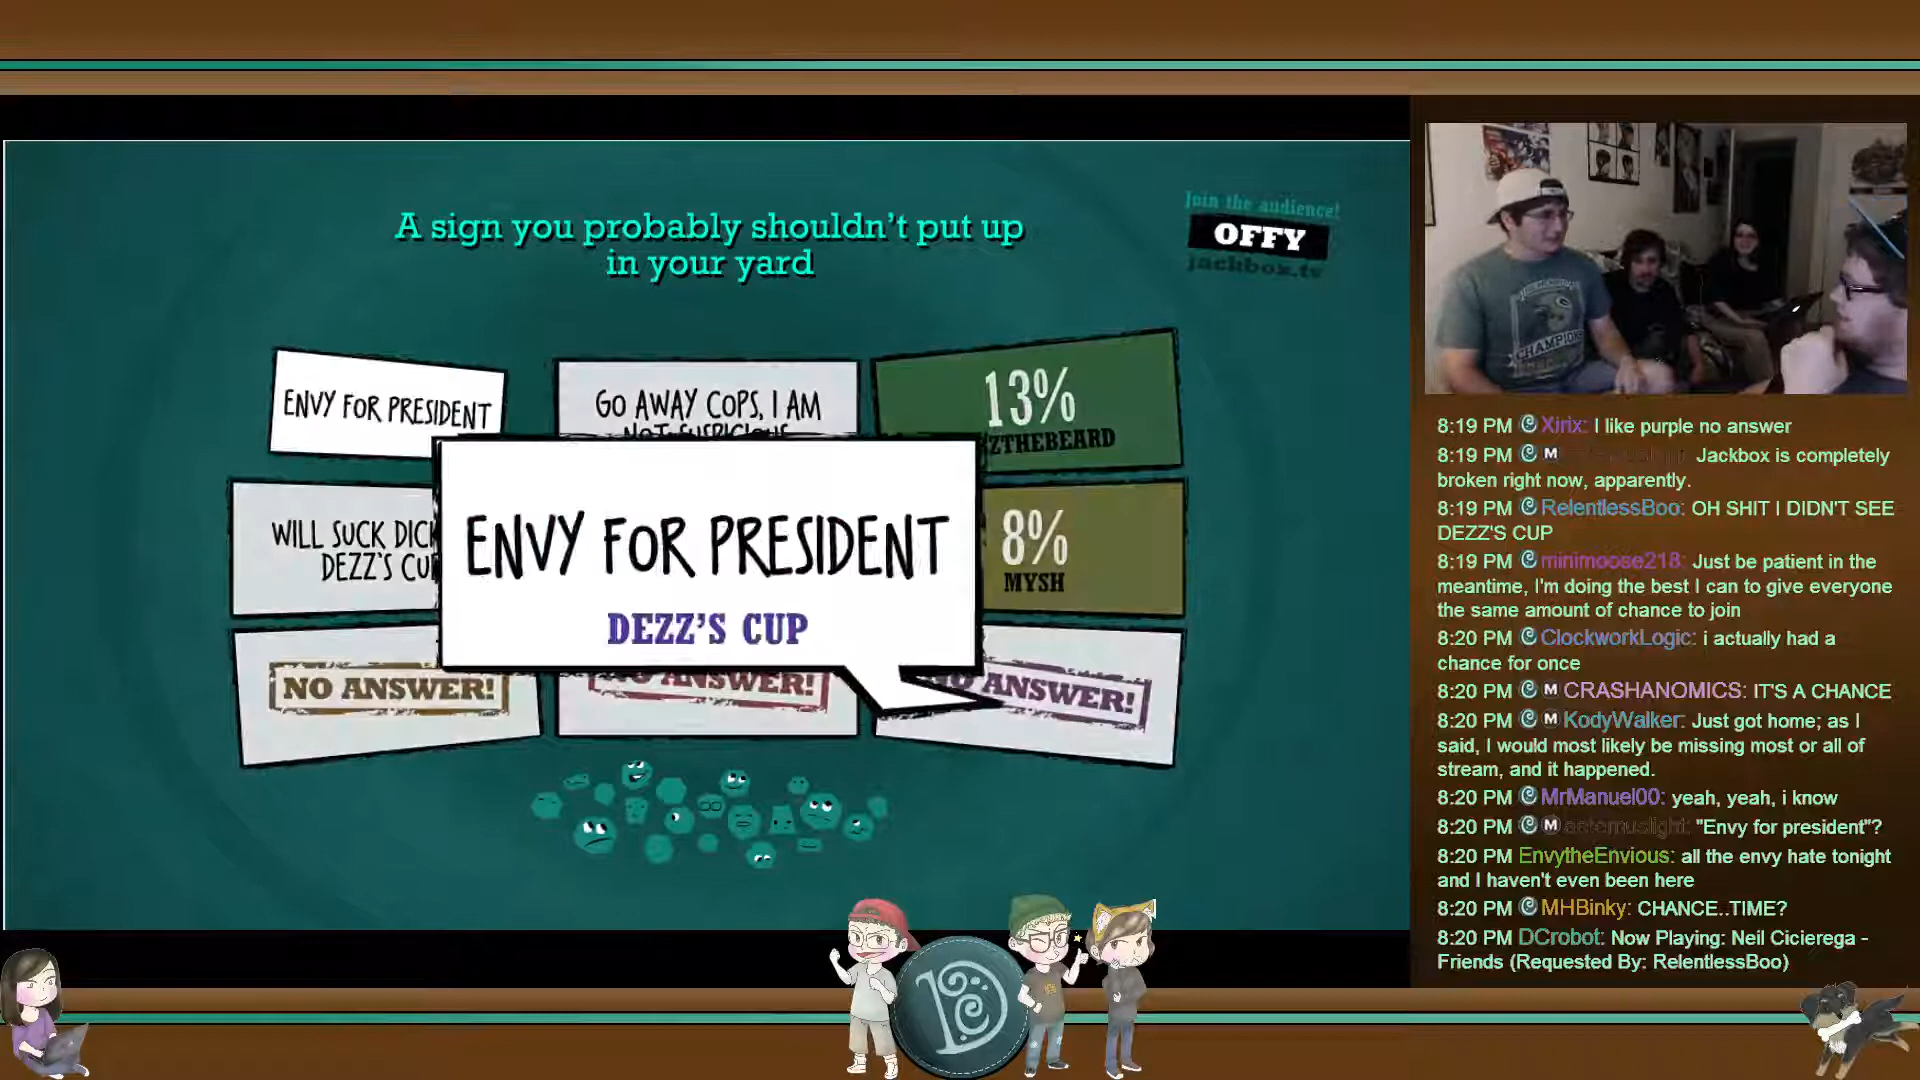 A sign you probably shouldn't put up
in your yard
Join the audience!
OFFY
jackbox.tv
ENVY FOR PRESIDENT
GO AWAY COPS, I AM
NOT SUSPICIOUS
13%
ZTHEBEARD
WILL SUCK DICK
DEZZ'S CU
ENVY FOR PRESIDENT
DEZZ'S CUP
8%
MYSH
NO ANSWER!
NO ANSWER!
NO ANSWER!
CHAMPIONS
8:19 PM Xirix: I like purple no answer
8:19 PM M Jackbox is completely
broken right now, apparently.
8:19 PM RelentlessBoo: OH SHIT I DIDN'T SEE
DEZZ'S CUP
8:19 PM minimoose218: Just be patient in the
meantime, I'm doing the best I can to give everyone
the same amount of chance to join
8:20 PM ClockworkLogic: i actually had a
chance for once
8:20 PM M CRASHANOMICS: IT'S A CHANCE
8:20 PM M KodyWalker: Just got home; as I
said, I would most likely be missing most or all of
stream, and it happened.
8:20 PM MrManuel00: yeah, yeah, i know
8:20 PM M "Envy for president"?
8:20 PM EnvytheEnvious: all the envy hate tonight
and I haven't even been here
8:20 PM MHBinky: CHANCE..TIME?
8:20 PM DCrobot: Now Playing: Neil Cicierega -
Friends (Requested By: RelentlessBoo)